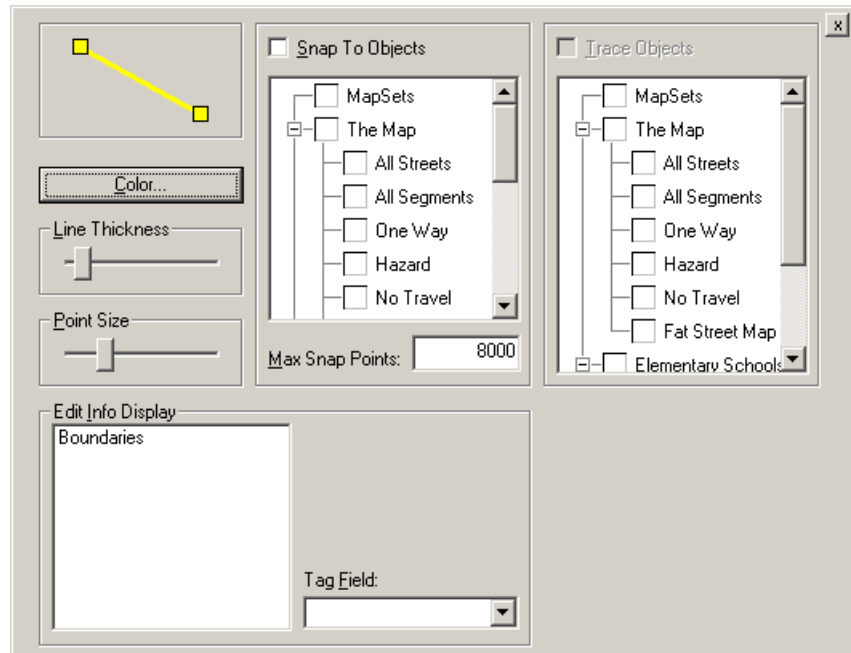 x
Snap To Objects
MapSets
The Map
All Streets
All Segments
One Way
Hazard
No Travel
Max Snap Points: 8000
Trace Objects
MapSets
The Map
All Streets
All Segments
One Way
Hazard
No Travel
Fat Street Map
Elementary Schools
Color...
Line Thickness
Point Size
Edit Info Display
Boundaries
Tag Field: